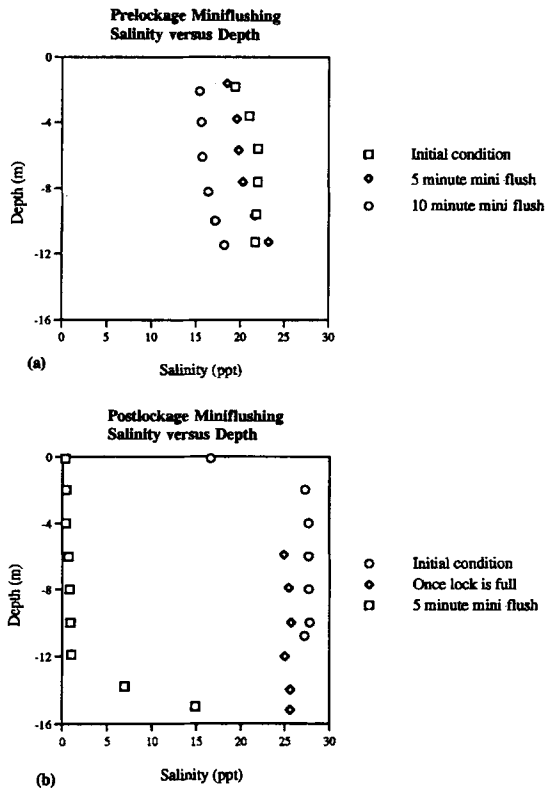 Prelockage Miniflushing
Salinity versus Depth
0
-4
-8
-12
-16
Depth (m)
0 5 10 15 20 25 30
Salinity (ppt)
Initial condition
5 minute mini flush
10 minute mini flush
(a)
Postlockage Miniflushing
Salinity versus Depth
0
-4
-8
-12
-16
Depth (m)
0 5 10 15 20 25 30
Salinity (ppt)
Initial condition
Once lock is full
5 minute mini flush
(b)